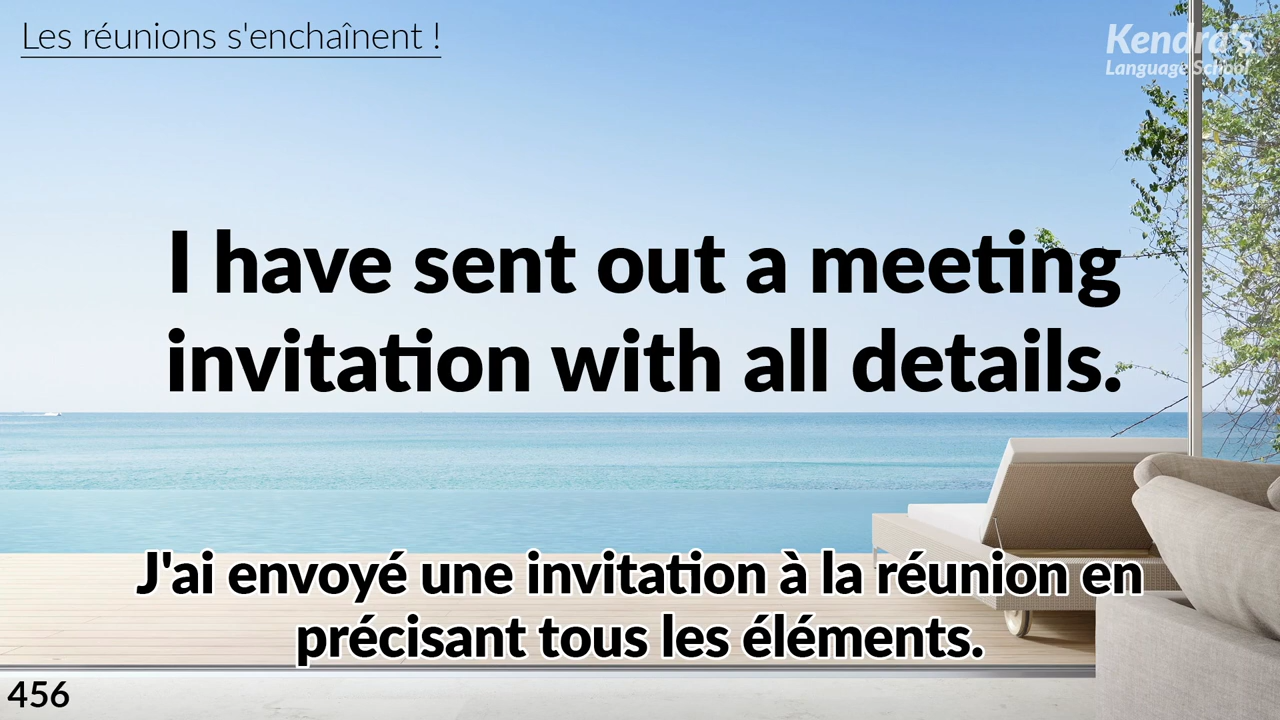 Les réunions s'enchaînent !
Kendra's
Language School
I have sent out a meeting
invitation with all details.
J'ai envoyé une invitation à la réunion en
précisant tous les éléments.
456